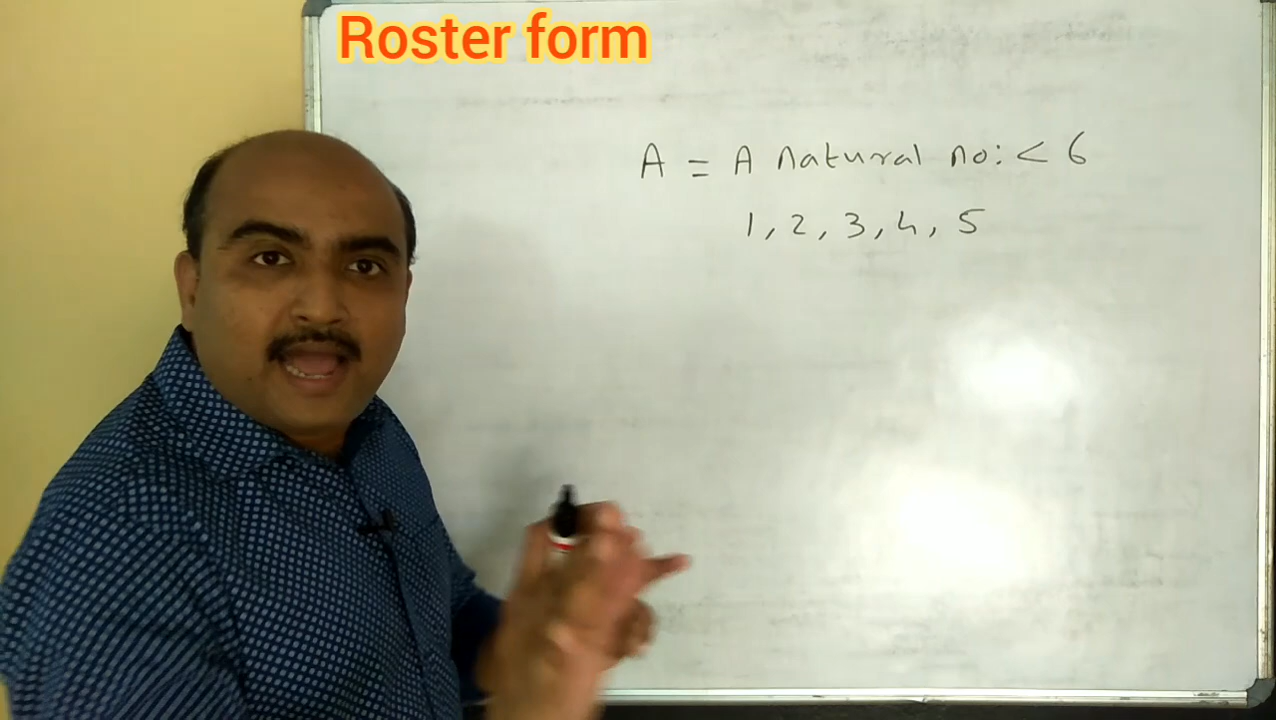 Roster form
A = A natural no: < 6
1, 2, 3, 4, 5